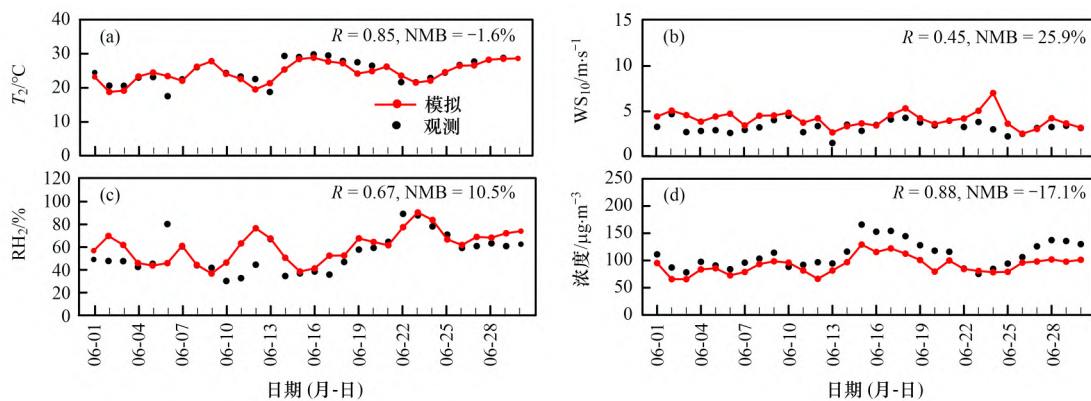 (a)
R = 0.85, NMB = −1.6%
T₂/°C
40
30
20
10
0
模拟
观测
(b)
R = 0.45, NMB = 25.9%
WS₁₀/m·s⁻¹
15
10
5
0
(c)
R = 0.67, NMB = 10.5%
RH₂/%
120
100
80
60
40
20
0
06-01
06-04
06-07
06-10
06-13
06-16
06-19
06-22
06-25
06-28
日期 (月-日)
(d)
R = 0.88, NMB = −17.1%
浓度/μg·m⁻³
250
200
150
100
50
0
06-01
06-04
06-07
06-10
06-13
06-16
06-19
06-22
06-25
06-28
日期 (月-日)